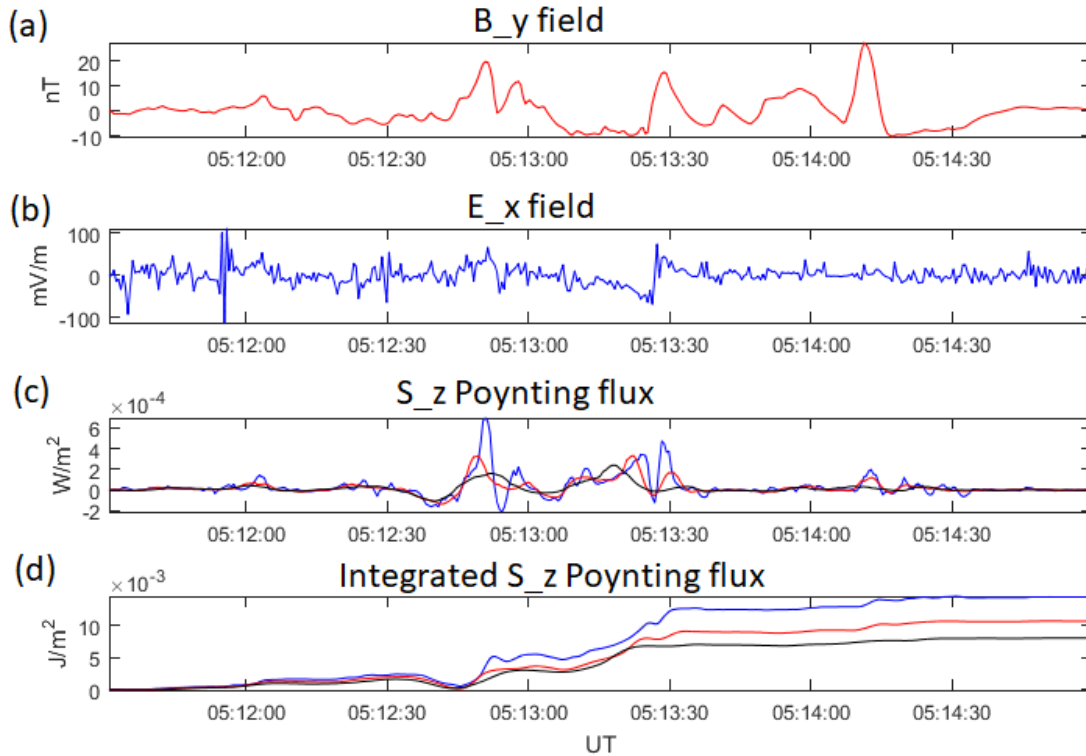 (a)
B_y field
nT
20
10
0
-10
05:12:00 05:12:30 05:13:00 05:13:30 05:14:00 05:14:30
(b)
E_x field
mV/m
100
0
-100
05:12:00 05:12:30 05:13:00 05:13:30 05:14:00 05:14:30
(c)
S_z Poynting flux
× 10⁻⁴
W/m²
6
4
2
0
-2
05:12:00 05:12:30 05:13:00 05:13:30 05:14:00 05:14:30
(d)
Integrated S_z Poynting flux
× 10⁻³
J/m²
10
5
0
05:12:00 05:12:30 05:13:00 05:13:30 05:14:00 05:14:30
UT